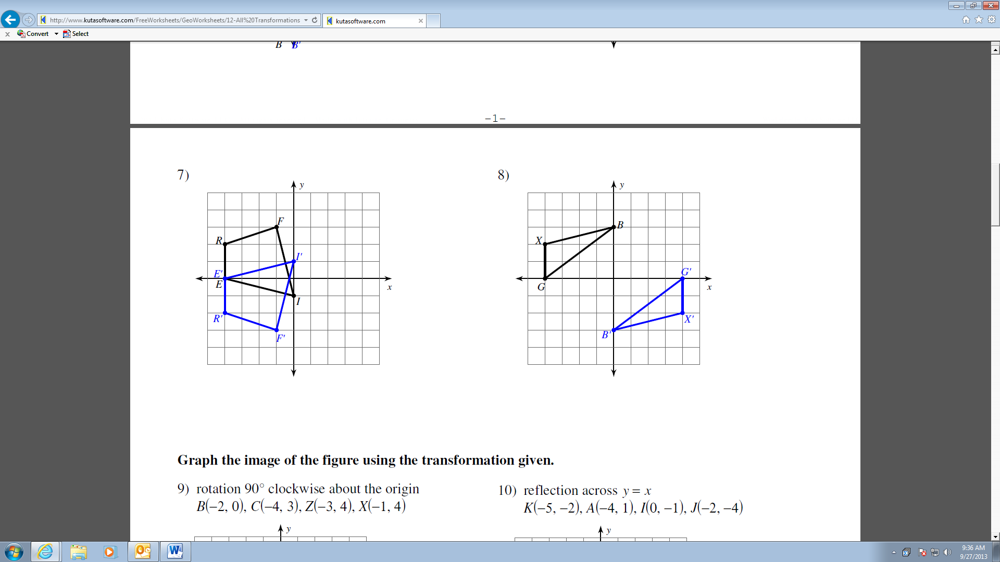 http://www.kutasoftware.com/FreeWorksheets/GeoWorksheets/12-All%20Transformations
kutasoftware.com
x Convert Select
B B'
-1-
7)
y
F
R
I'
E'
E
x
I
R'
F'
8)
y
B
X
G'
G
x
X'
B'
Graph the image of the figure using the transformation given.
9) rotation 90° clockwise about the origin
B(−2, 0), C(−4, 3), Z(−3, 4), X(−1, 4)
10) reflection across y = x
K(−5, −2), A(−4, 1), I(0, −1), J(−2, −4)
y
y
9:36 AM
9/27/2013